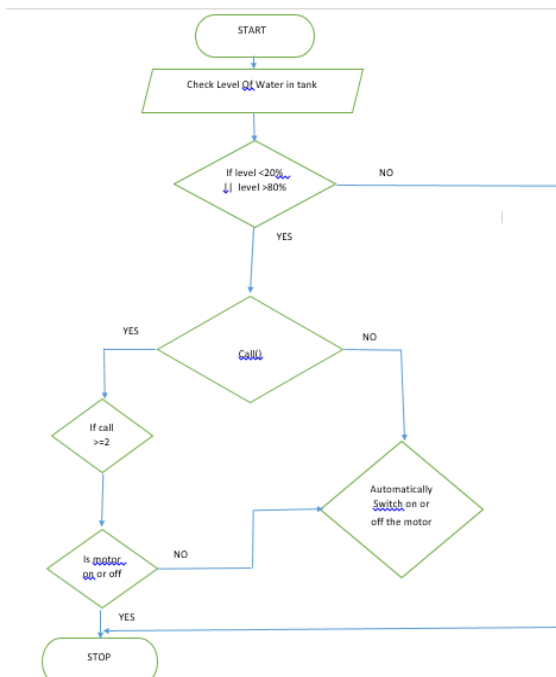 START
Check Level Of Water in tank
If level <20%
|| level >80%
NO
YES
YES
Call()
NO
If call
>=2
Automatically
Switch on or
off the motor
Is motor
on or off
NO
YES
STOP